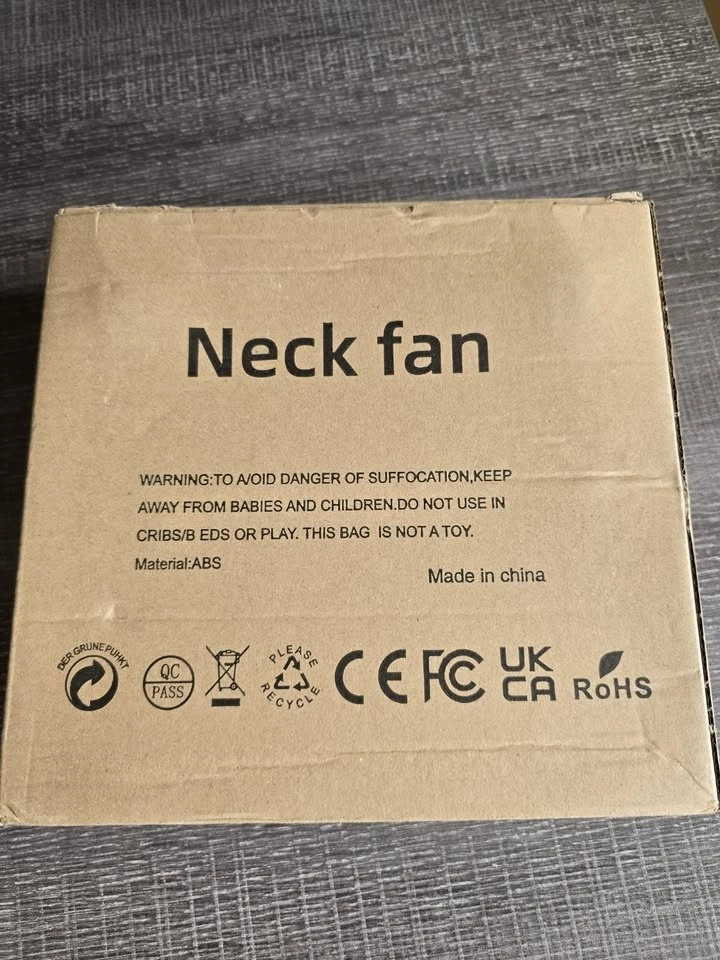 Neck fan
WARNING:TO A/OID DANGER OF SUFFOCATION,KEEP
AWAY FROM BABIES AND CHILDREN.DO NOT USE IN
CRIBS/B EDS OR PLAY. THIS BAG IS NOT A TOY.
Material:ABS
Made in china
DER GRUNE PUHKT
QC
PASS
PLEASE
RECYCLE
CE
FC
UK
CA
RoHS